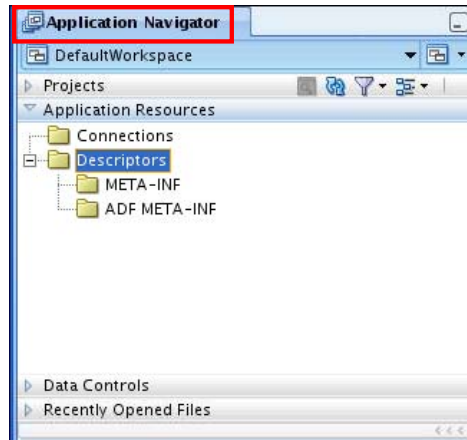 Application Navigator
DefaultWorkspace
Projects
Application Resources
Connections
Descriptors
META-INF
ADF META-INF
Data Controls
Recently Opened Files